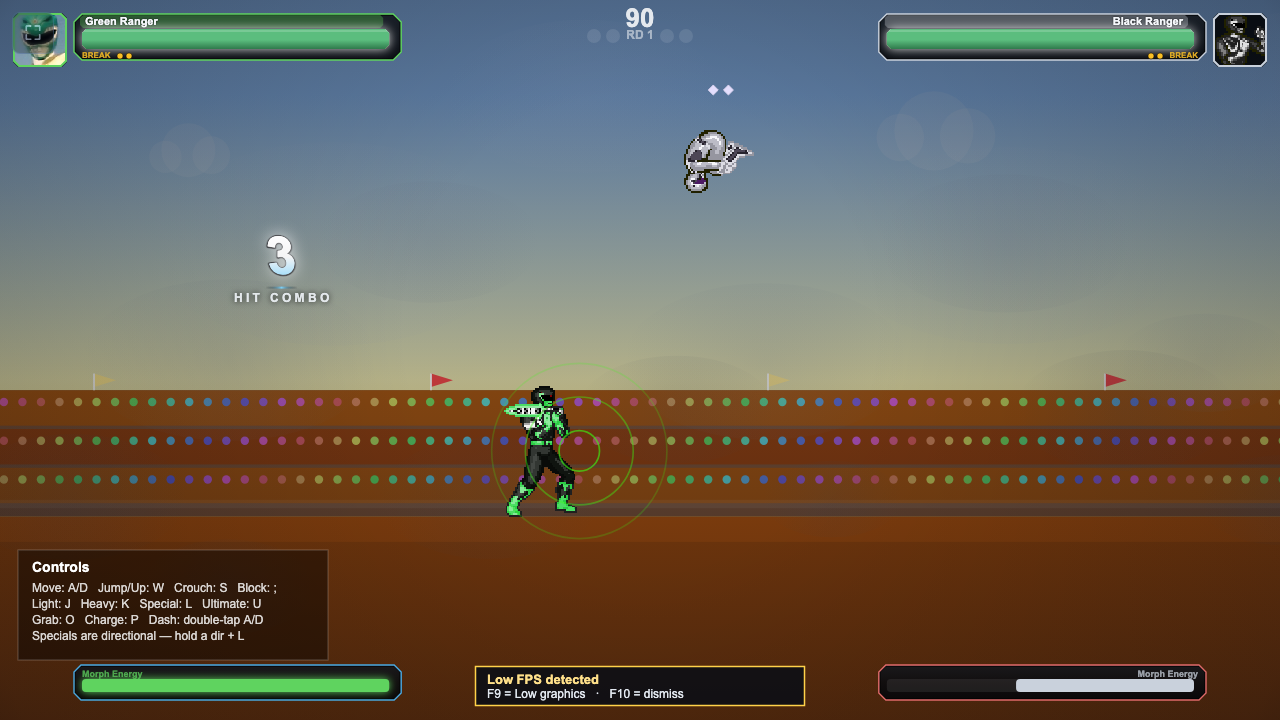 Green Ranger
BREAK
90
RD 1
Black Ranger
BREAK
3
HIT COMBO
Controls
Move: A/D Jump/Up: W Crouch: S Block: ;
Light: J Heavy: K Special: L Ultimate: U
Grab: O Charge: P Dash: double-tap A/D
Specials are directional — hold a dir + L
Morph Energy
Low FPS detected
F9 = Low graphics · F10 = dismiss
Morph Energy